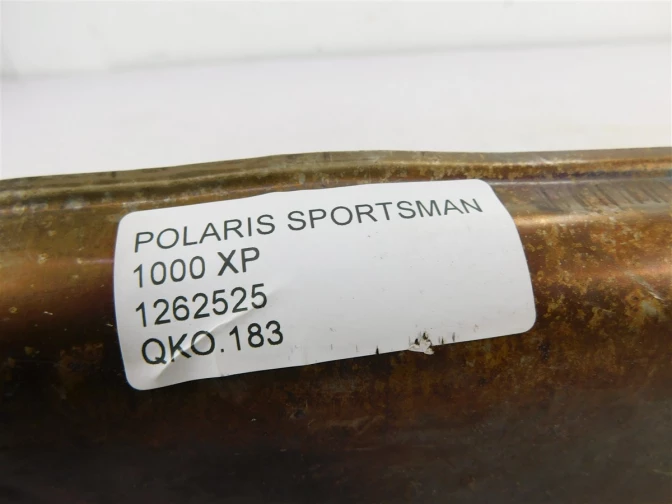 POLARIS SPORTSMAN
1000 XP
1262525
QKO.183